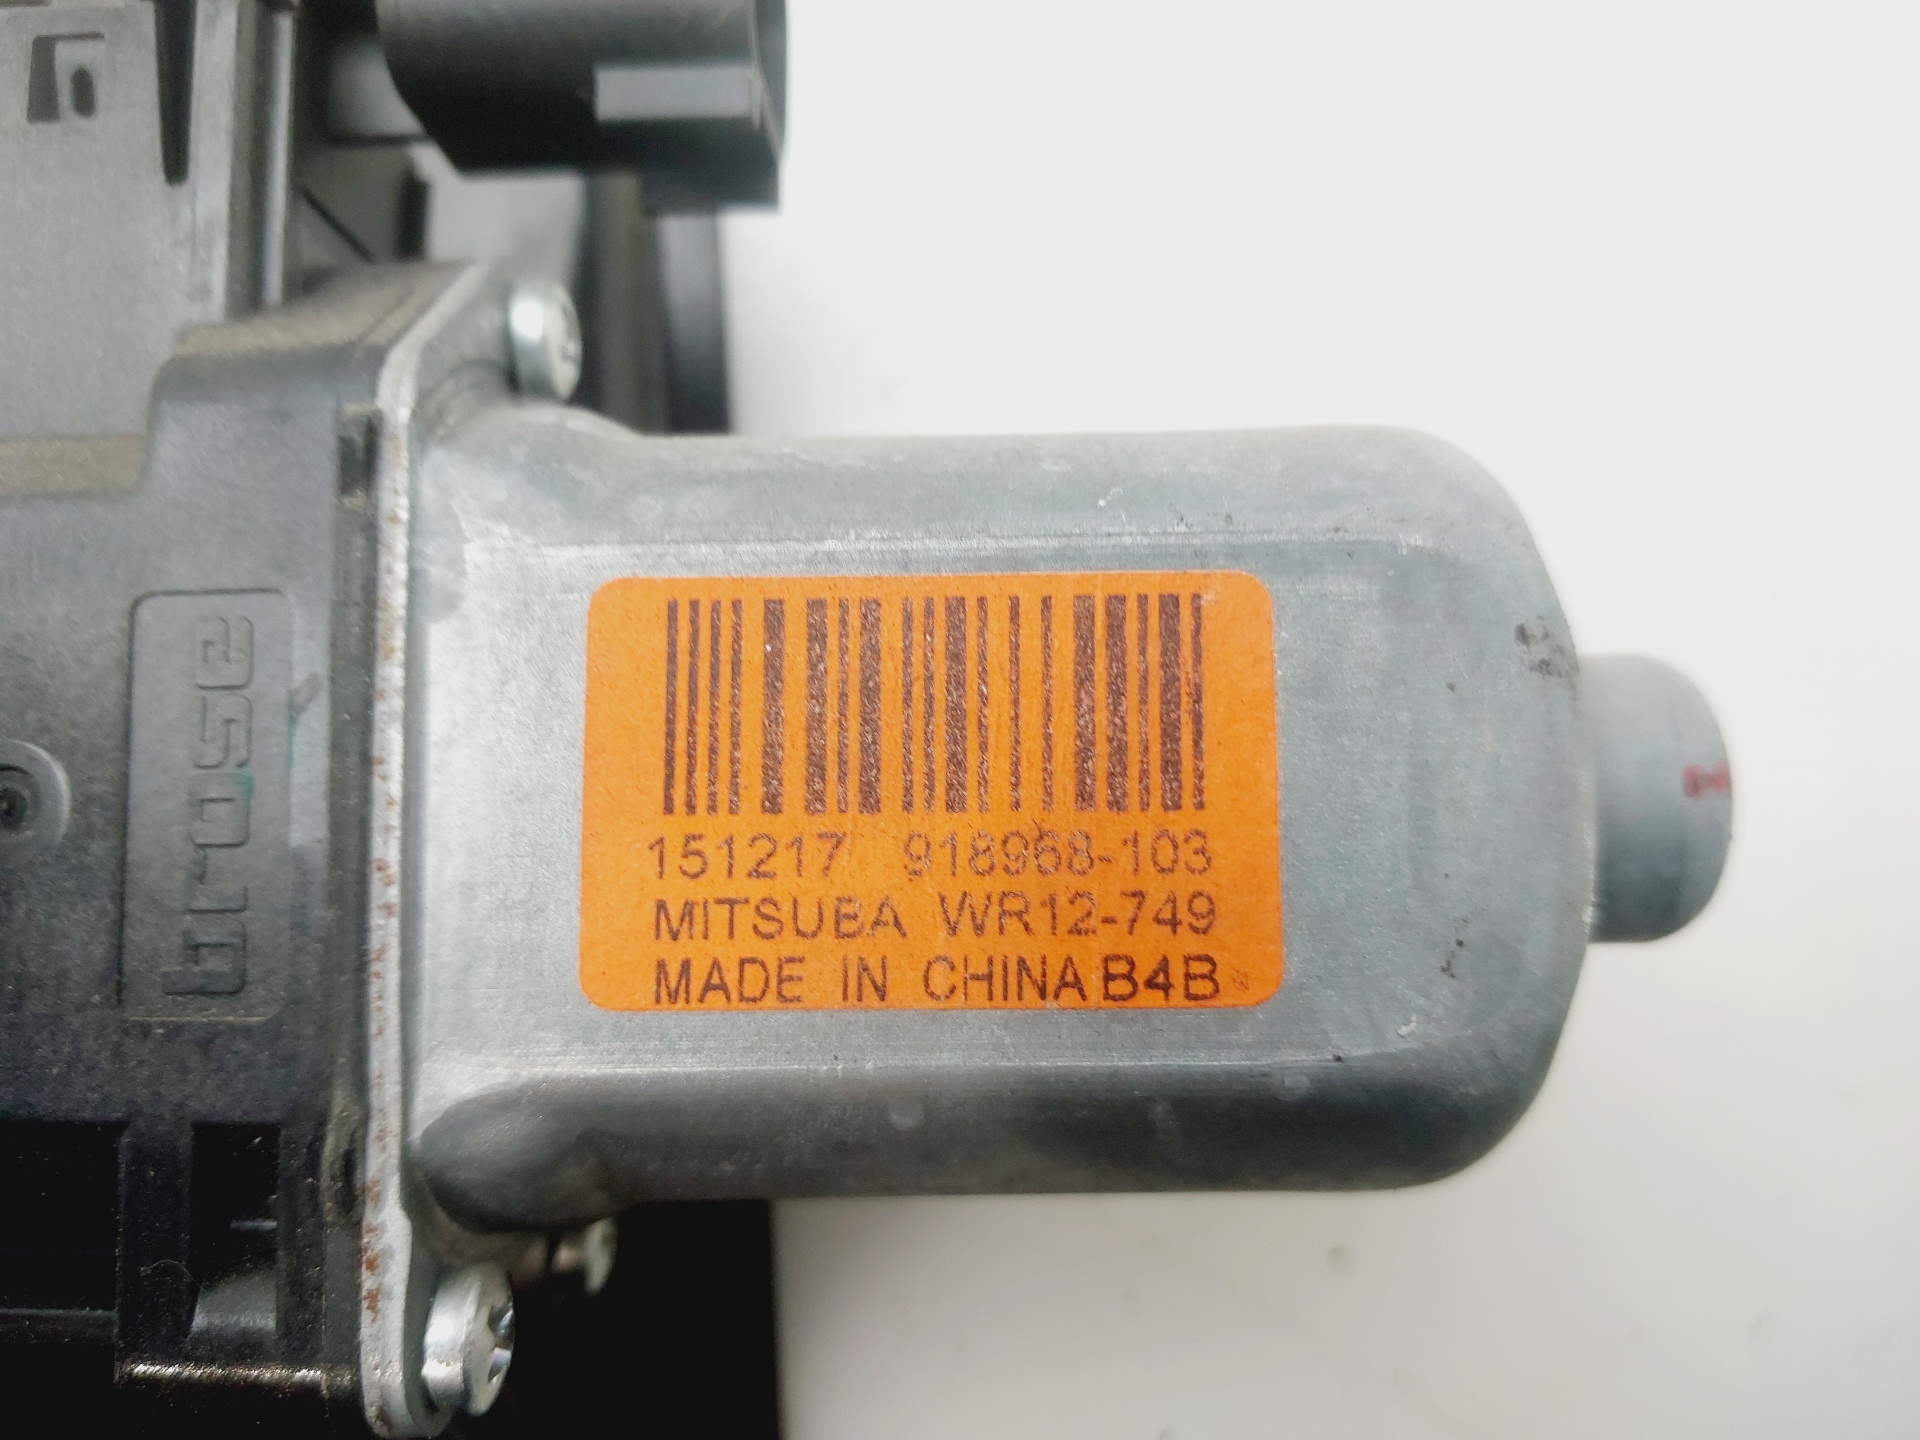 brose
151217 918968-103
MITSUBA WR12-749
MADE IN CHINA B4B